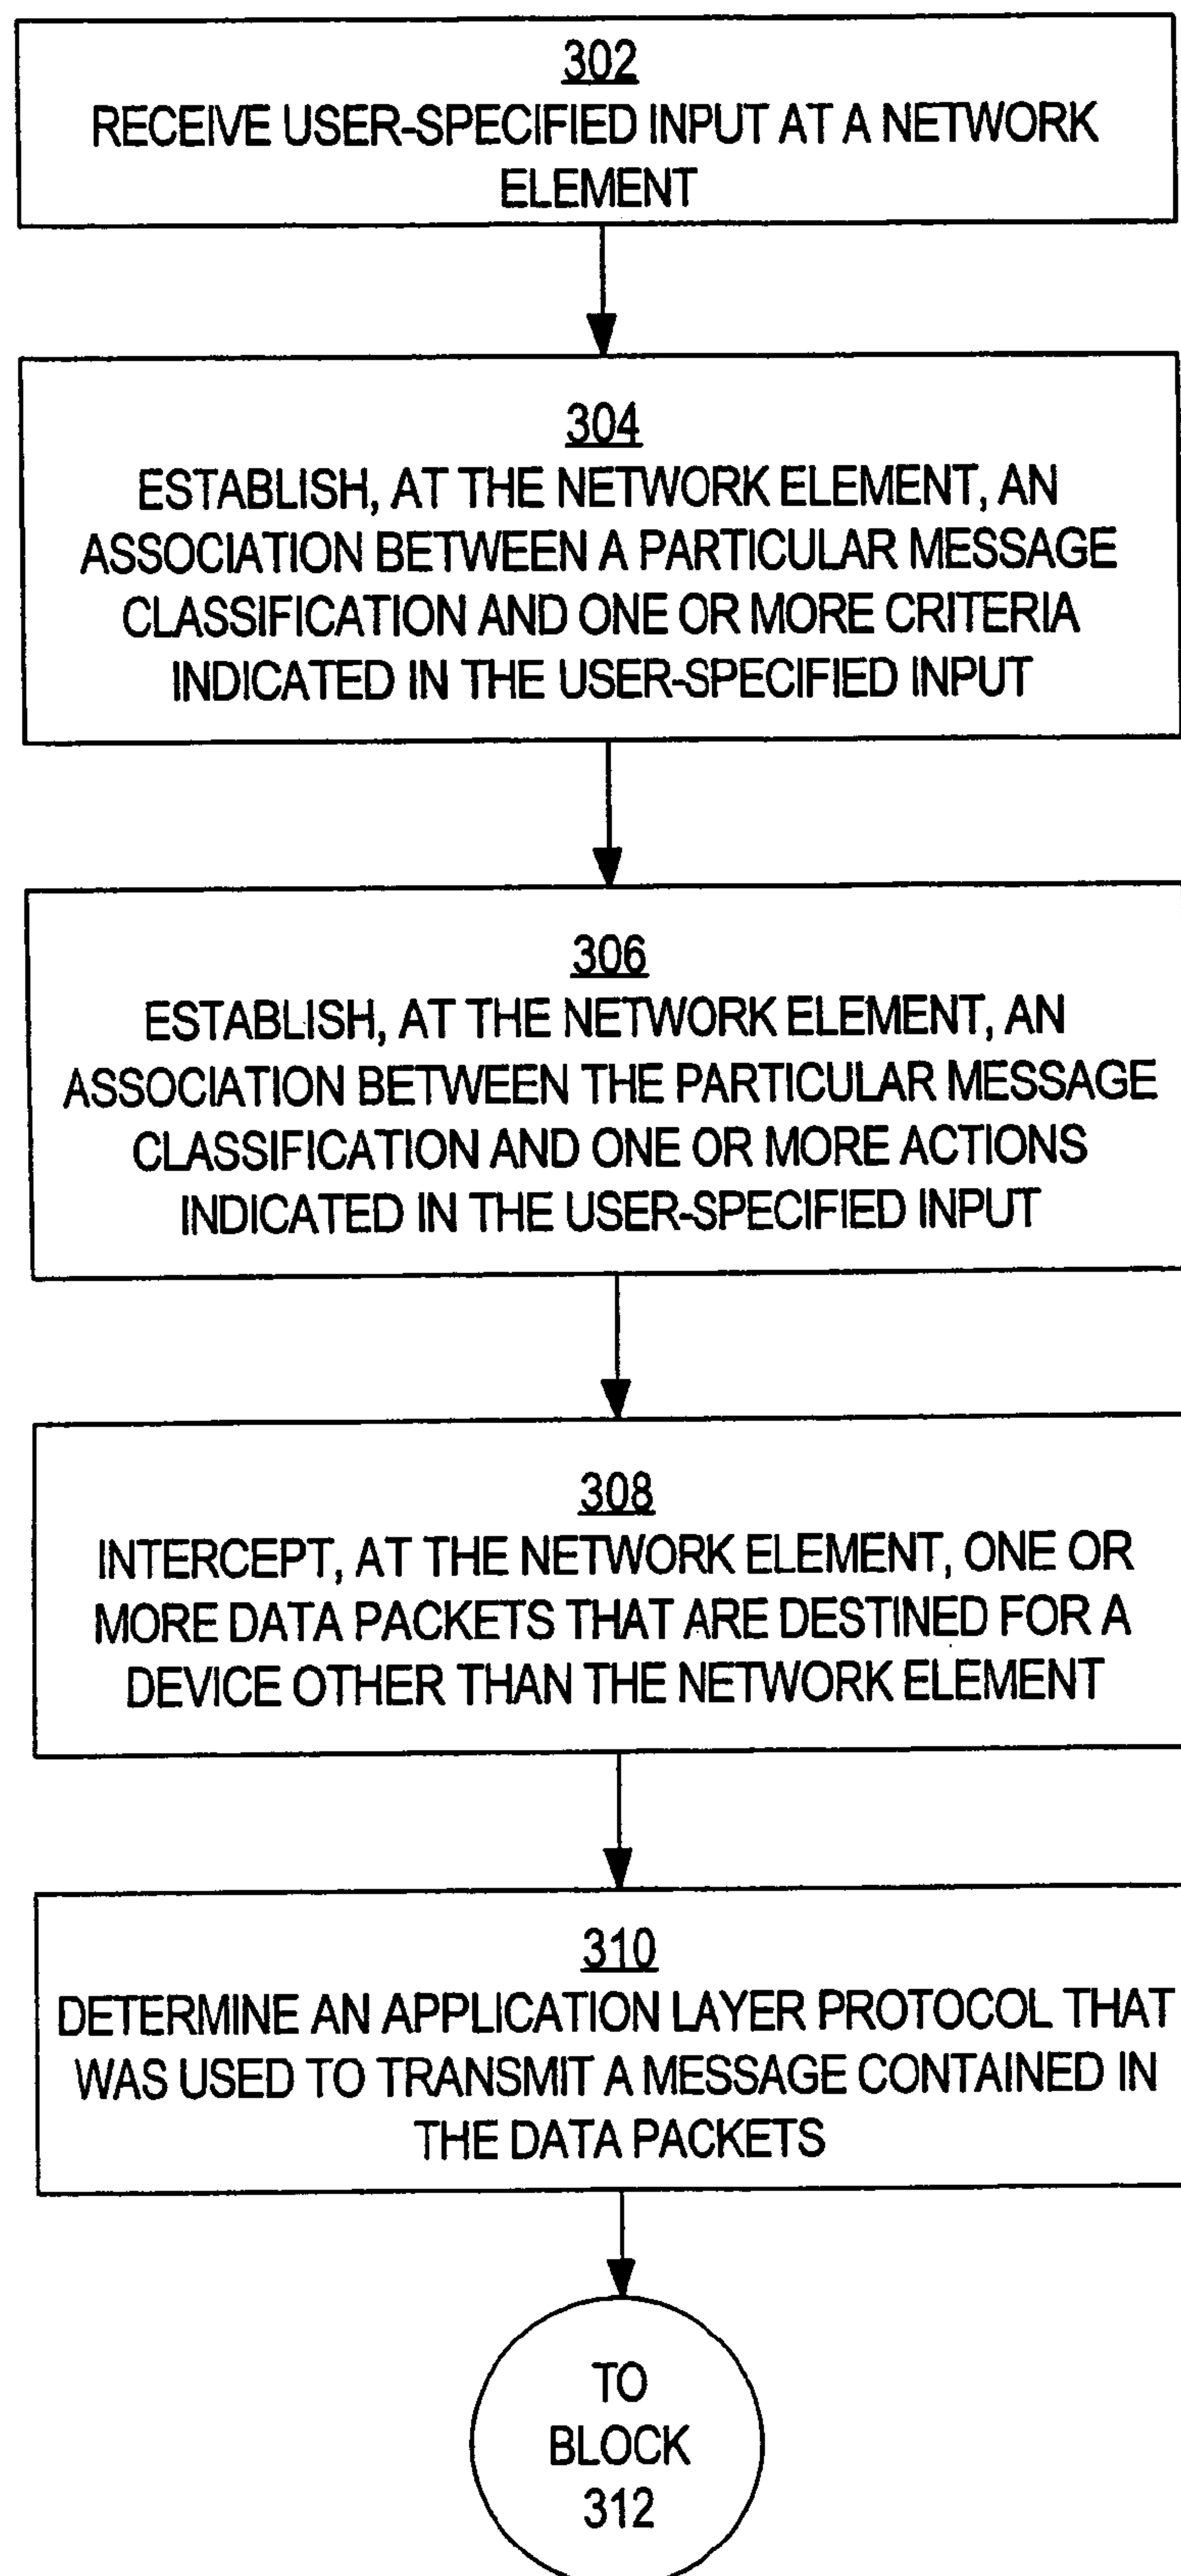 302
RECEIVE USER-SPECIFIED INPUT AT A NETWORK
ELEMENT
304
ESTABLISH, AT THE NETWORK ELEMENT, AN
ASSOCIATION BETWEEN A PARTICULAR MESSAGE
CLASSIFICATION AND ONE OR MORE CRITERIA
INDICATED IN THE USER-SPECIFIED INPUT
306
ESTABLISH, AT THE NETWORK ELEMENT, AN
ASSOCIATION BETWEEN THE PARTICULAR MESSAGE
CLASSIFICATION AND ONE OR MORE ACTIONS
INDICATED IN THE USER-SPECIFIED INPUT
308
INTERCEPT, AT THE NETWORK ELEMENT, ONE OR
MORE DATA PACKETS THAT ARE DESTINED FOR A
DEVICE OTHER THAN THE NETWORK ELEMENT
310
DETERMINE AN APPLICATION LAYER PROTOCOL THAT
WAS USED TO TRANSMIT A MESSAGE CONTAINED IN
THE DATA PACKETS
TO
BLOCK
312